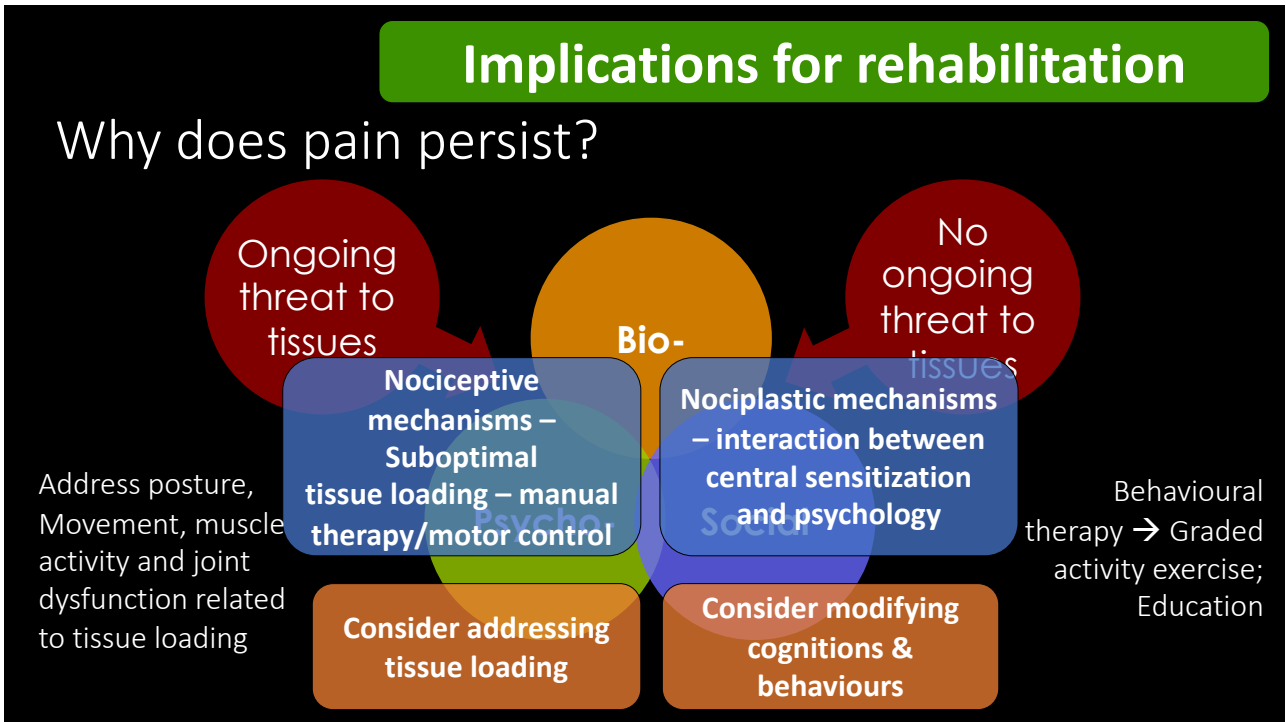 Implications for rehabilitation
Why does pain persist?
Ongoing
threat to
tissues
Bio-
No
ongoing
threat to
tissues
Nociceptive
mechanisms –
Suboptimal
tissue loading – manual
therapy/motor control
Nociplastic mechanisms
– interaction between
central sensitization
and psychology
Psycho-
Social
Address posture,
Movement, muscle
activity and joint
dysfunction related
to tissue loading
Behavioural
therapy → Graded
activity exercise;
Education
Consider addressing
tissue loading
Consider modifying
cognitions &
behaviours